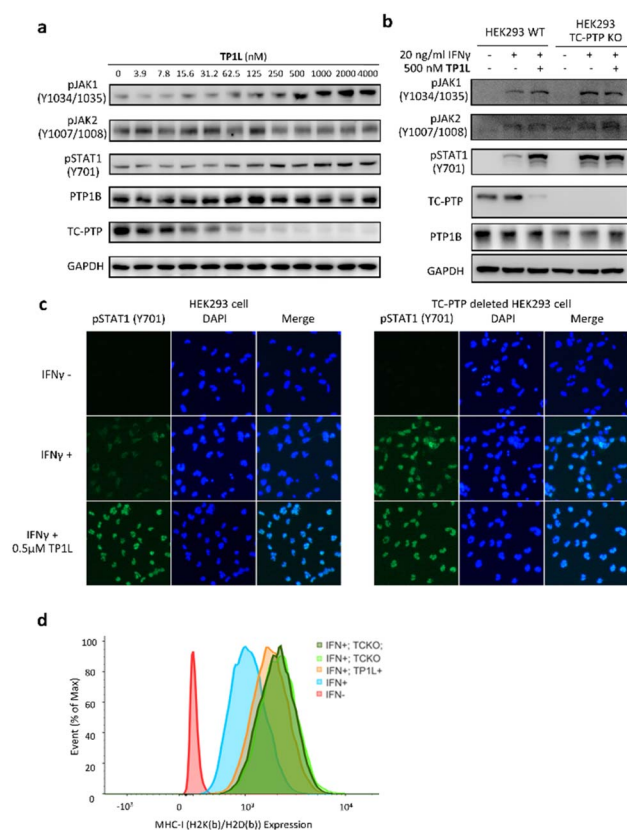 a
TP1L (nM)
0 3.9 7.8 15.6 31.2 62.5 125 250 500 1000 2000 4000
pJAK1
(Y1034/1035)
pJAK2
(Y1007/1008)
pSTAT1
(Y701)
PTP1B
TC-PTP
GAPDH
b
HEK293 WT
HEK293
TC-PTP KO
20 ng/ml IFNγ - + + - + +
500 nM TP1L - - + - - +
pJAK1
(Y1034/1035)
pJAK2
(Y1007/1008)
pSTAT1
(Y701)
TC-PTP
PTP1B
GAPDH
c
HEK293 cell
pSTAT1 (Y701) DAPI Merge
TC-PTP deleted HEK293 cell
pSTAT1 (Y701) DAPI Merge
IFNγ -
IFNγ +
IFNγ +
0.5μM TP1L
d
Event (% of Max)
100
80
60
40
20
0
-10¹ 0 10³ 10⁴
MHC-I (H2K(b)/H2D(b)) Expression
IFN+; TCKO;
IFN+; TCKO
IFN+; TP1L+
IFN+
IFN-